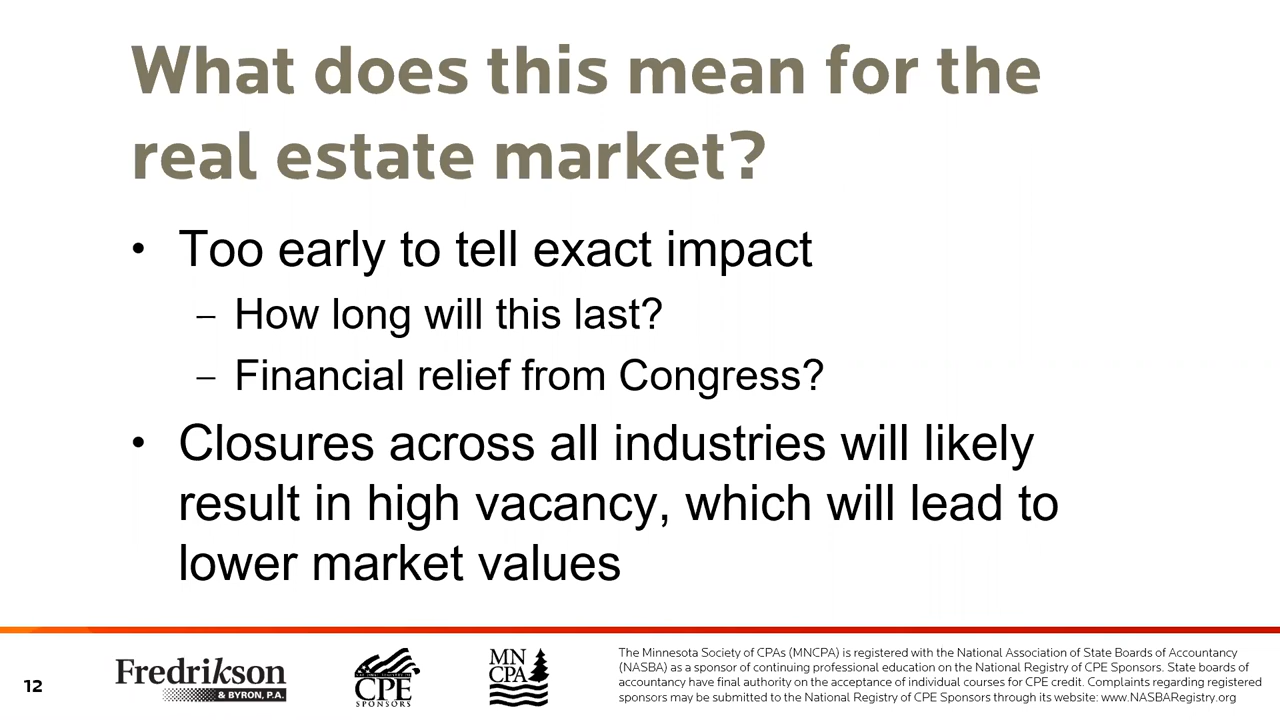 What does this mean for the
real estate market?
• Too early to tell exact impact
– How long will this last?
– Financial relief from Congress?
• Closures across all industries will likely
result in high vacancy, which will lead to
lower market values
12
Fredrikson
& BYRON, P.A.
CPE
SPONSORS
MN
CPA
The Minnesota Society of CPAs (MNCPA) is registered with the National Association of State Boards of Accountancy
(NASBA) as a sponsor of continuing professional education on the National Registry of CPE Sponsors. State boards of
accountancy have final authority on the acceptance of individual courses for CPE credit. Complaints regarding registered
sponsors may be submitted to the National Registry of CPE Sponsors through its website: www.NASBARegistry.org